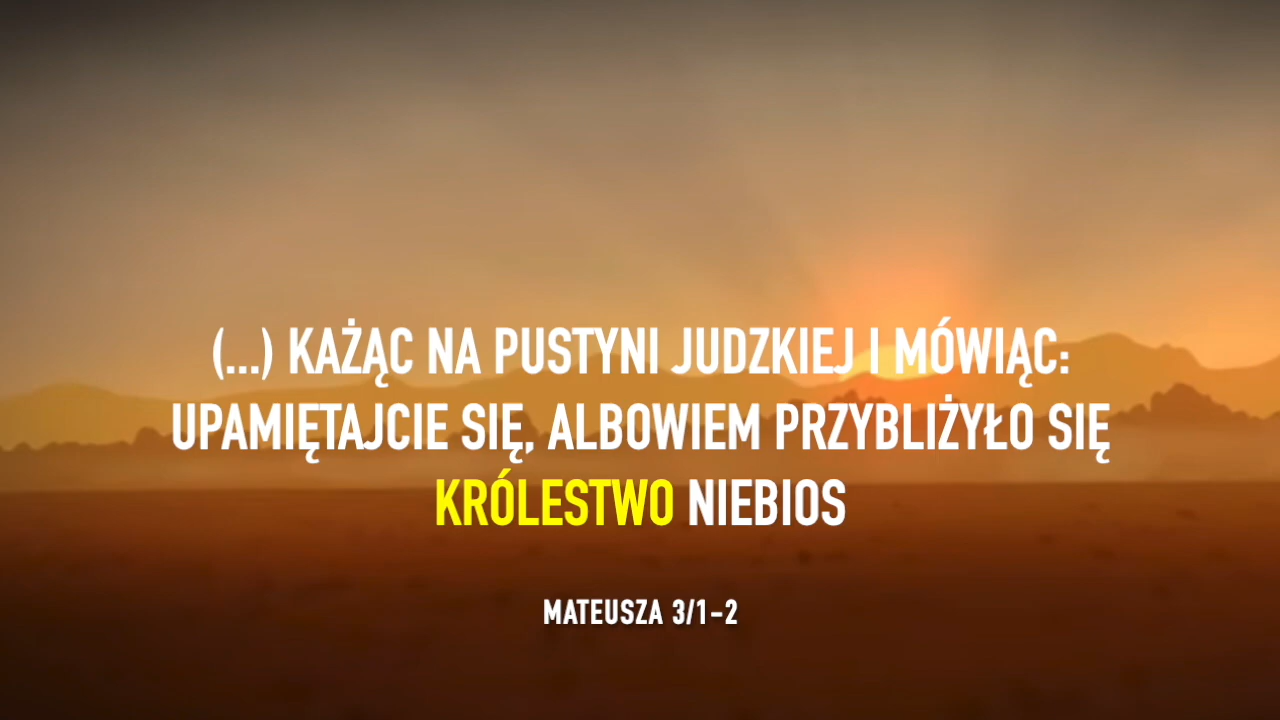 (...) KAŻĄC NA PUSTYNI JUDZKIEJ I MÓWIĄC:
UPAMIĘTAJCIE SIĘ, ALBOWIEM PRZYBLIŻYŁO SIĘ
KRÓLESTWO NIEBIOS
MATEUSZA 3/1-2